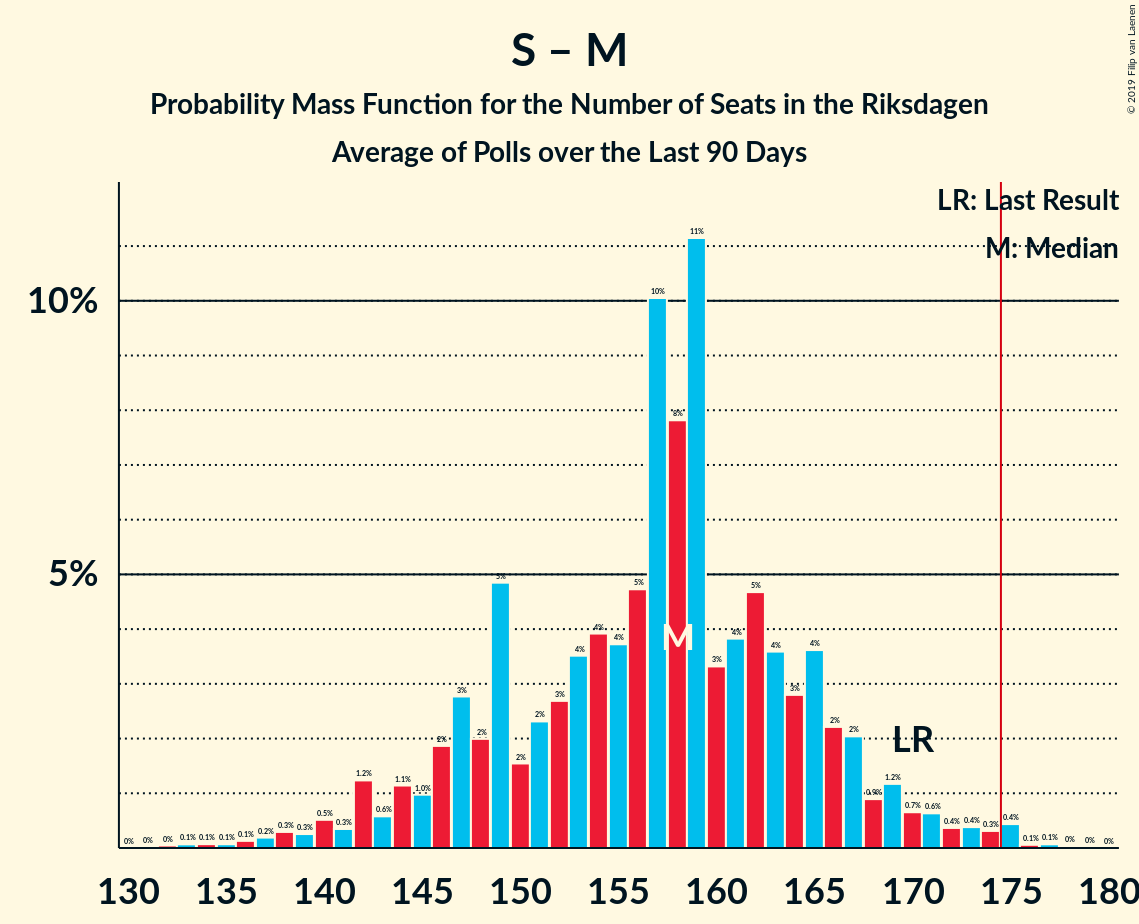 S – M
Probability Mass Function for the Number of Seats in the Riksdagen
Average of Polls over the Last 90 Days
© 2019 Filip van Laenen
LR: Last Result
M: Median
10%
5%
0% 0% 0% 0.1% 0.1% 0.1% 0.1% 0.2% 0.3% 0.3% 0.5% 0.3% 1.2% 0.6% 1.1% 1.0% 2% 3% 2% 5% 2% 2% 3% 4% 4% 4% 5% 10% 8% 11% 3% 4% 5% 4% 3% 4% 2% 2% 0.9% 1.2% 0.7% 0.6% 0.4% 0.4% 0.3% 0.4% 0.1% 0.1% 0% 0% 0%
M
LR
130 135 140 145 150 155 160 165 170 175 180